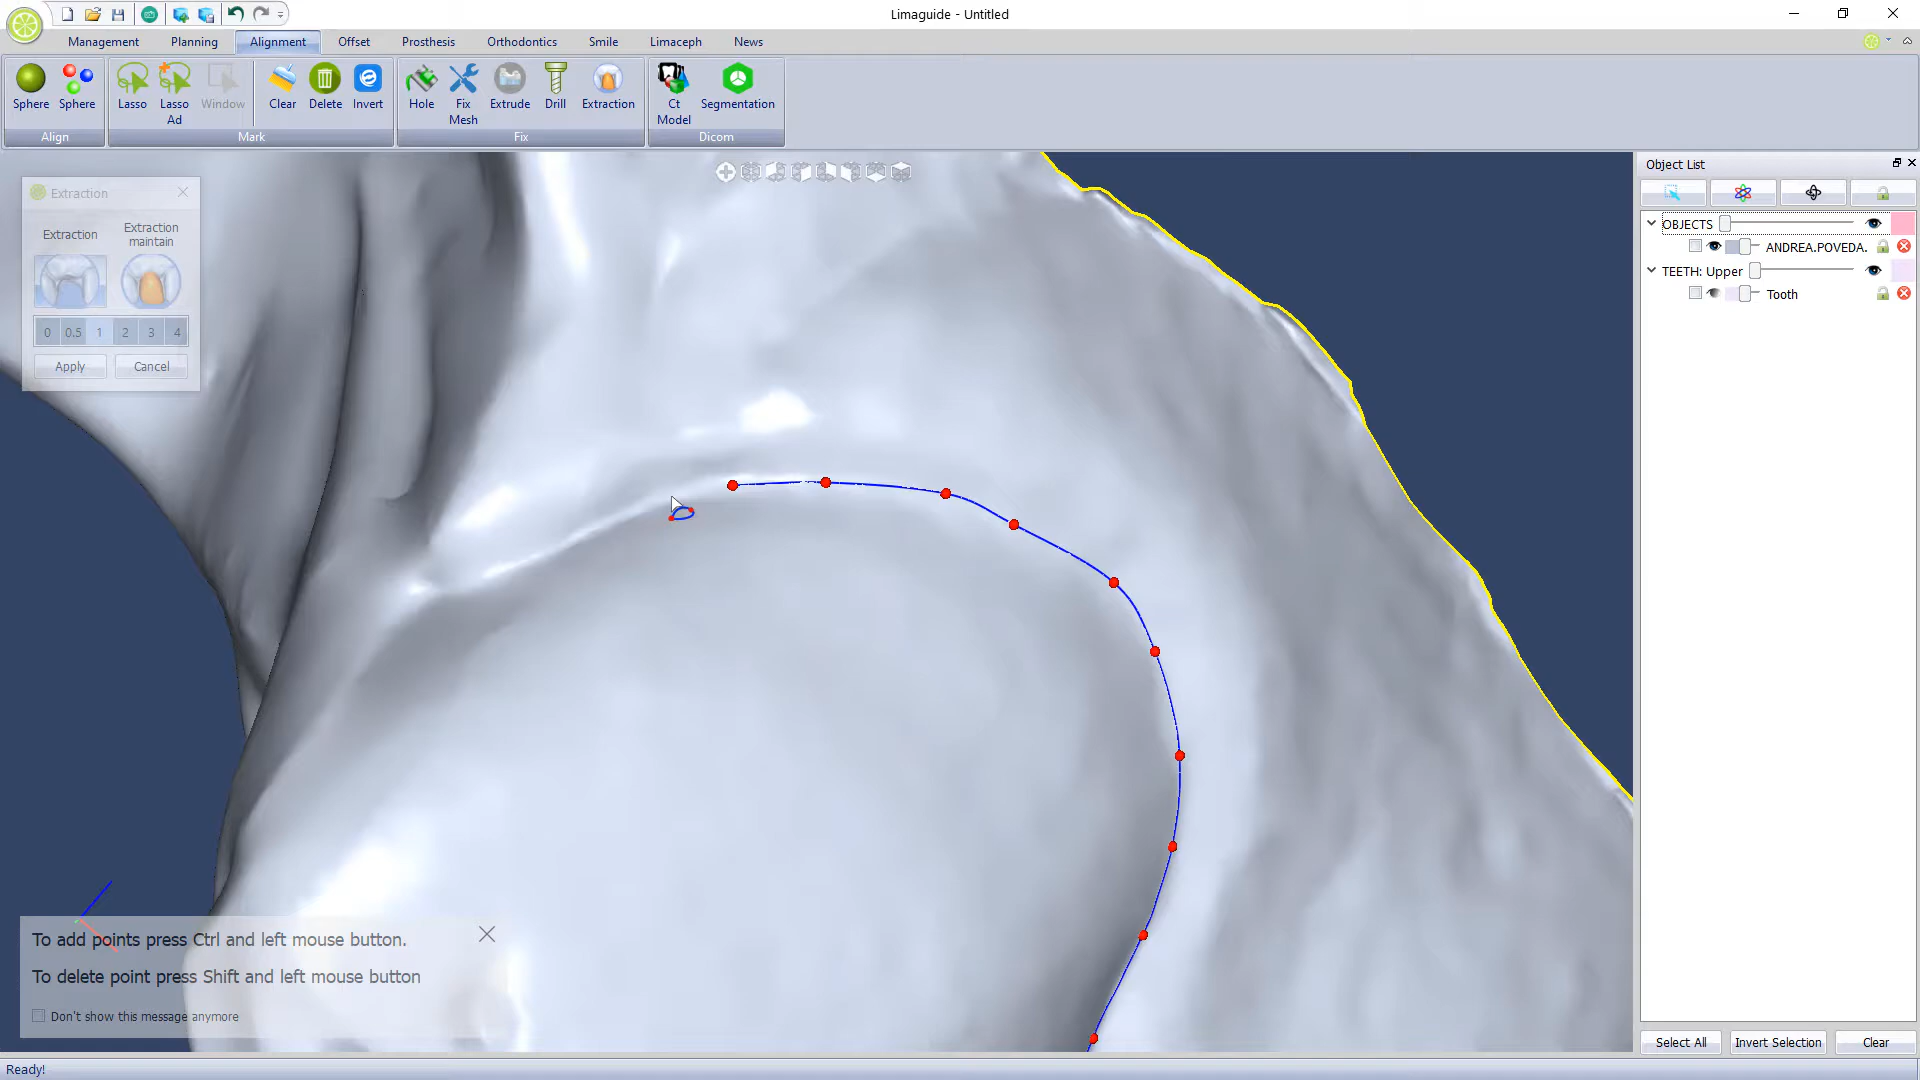 Limaguide - Untitled
Management Planning Alignment Offset Prosthesis Orthodontics Smile Limaceph News
Sphere Sphere Lasso Lasso Ad Window Clear Delete Invert Hole Fix Mesh Extrude Drill Extraction Ct Model Segmentation
Align Mark Fix Dicom
Extraction
Extraction Extraction maintain
0 0.5 1 2 3 4
Apply Cancel
Object List
OBJECTS
ANDREA.POVEDA.
TEETH: Upper
Tooth
To add points press Ctrl and left mouse button.
To delete point press Shift and left mouse button
Don't show this message anymore
Select All Invert Selection Clear
Ready!